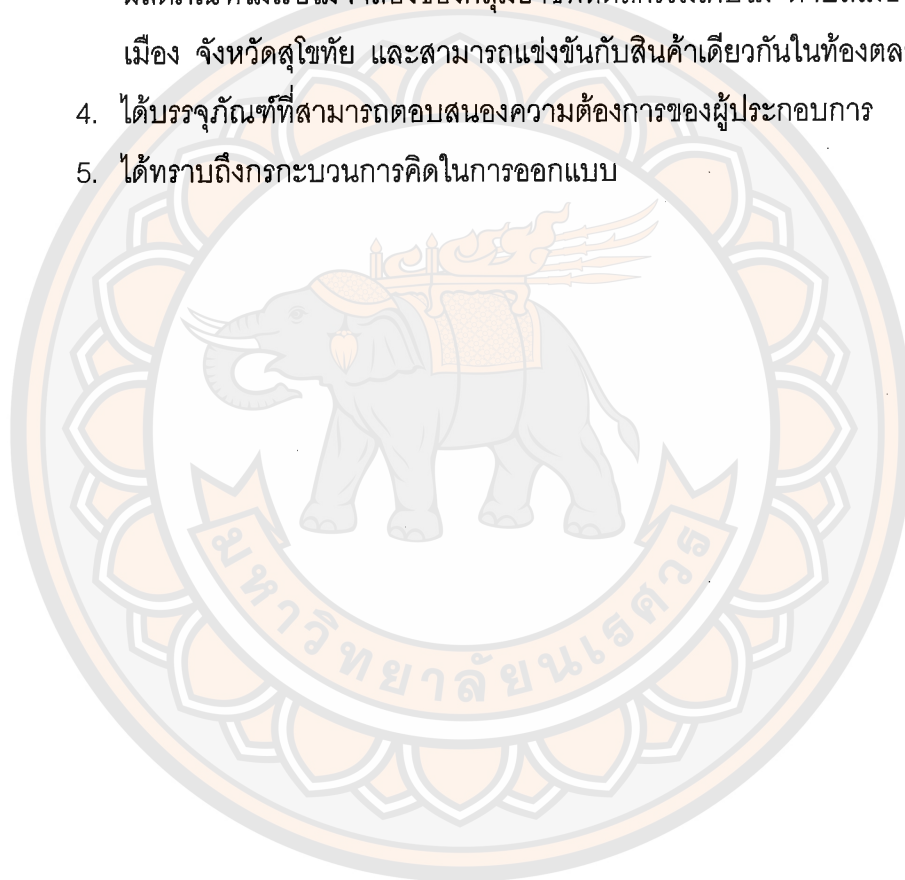 เมือง จังหวัดสุโขทัย และสามารถแข่งขันกับสินค้าเดียวกันในท้องตล
4. ได้บรรจุภัณฑ์ที่สามารถตอบสนองความต้องการของผู้ประกอบการ
5. ได้ทราบถึงกรกะบวนการคิดในการออกแบบ
มหาวิทยาลัยนเรศวร